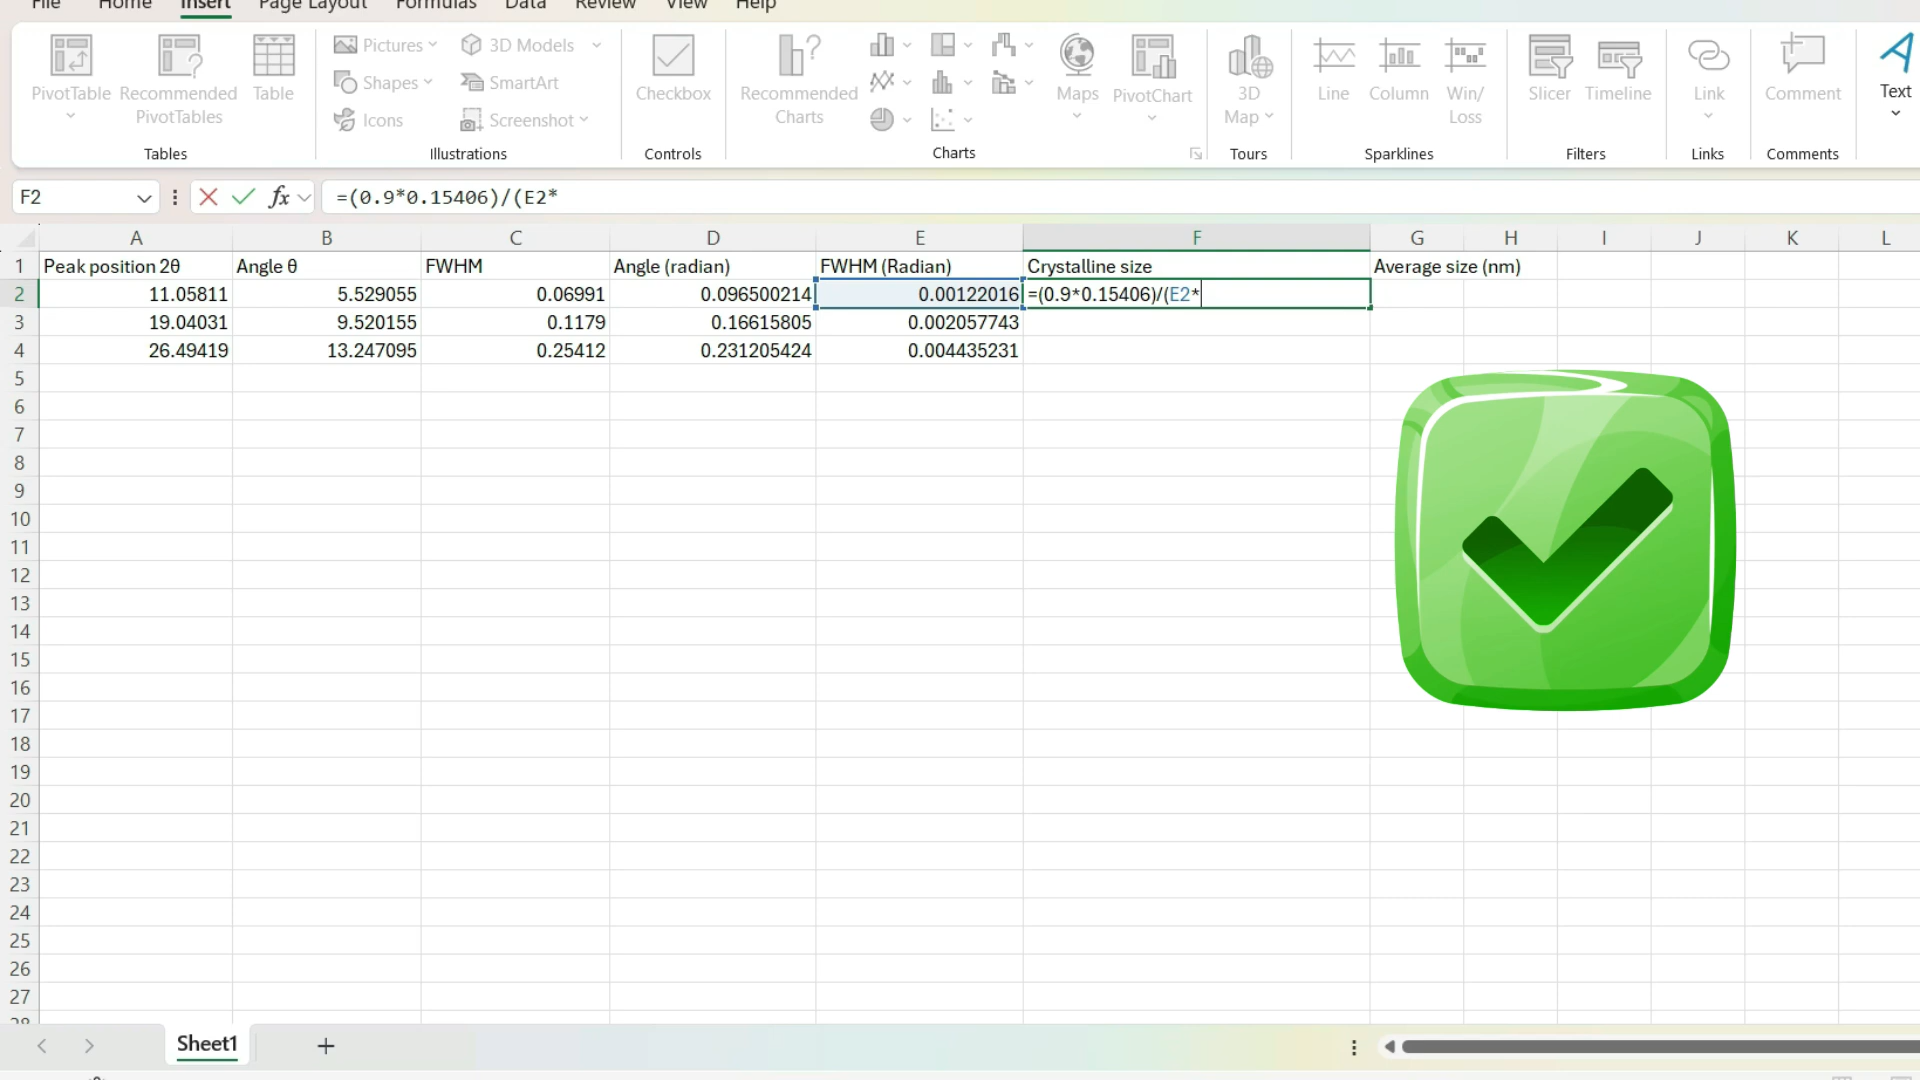 File Home Insert Page Layout Formulas Data Review View Help
PivotTable Recommended PivotTables Table
Tables
Pictures 3D Models
Shapes SmartArt
Icons Screenshot
Illustrations
Checkbox
Controls
Recommended Charts
Maps PivotChart
Charts
3D Map
Tours
Line Column Win/Loss
Sparklines
Slicer Timeline
Filters
Link
Links
Comment
Comments
Text
F2 fx =(0.9*0.15406)/(E2*
A B C D E F G H I J K L
1 Peak position 2θ Angle θ FWHM Angle (radian) FWHM (Radian) Crystalline size Average size (nm)
2 11.05811 5.529055 0.06991 0.096500214 0.00122016 =(0.9*0.15406)/(E2*
3 19.04031 9.520155 0.1179 0.16615805 0.002057743
4 26.49419 13.247095 0.25412 0.231205424 0.004435231
5
6
7
8
9
10
11
12
13
14
15
16
17
18
19
20
21
22
23
24
25
26
27
28
Sheet1